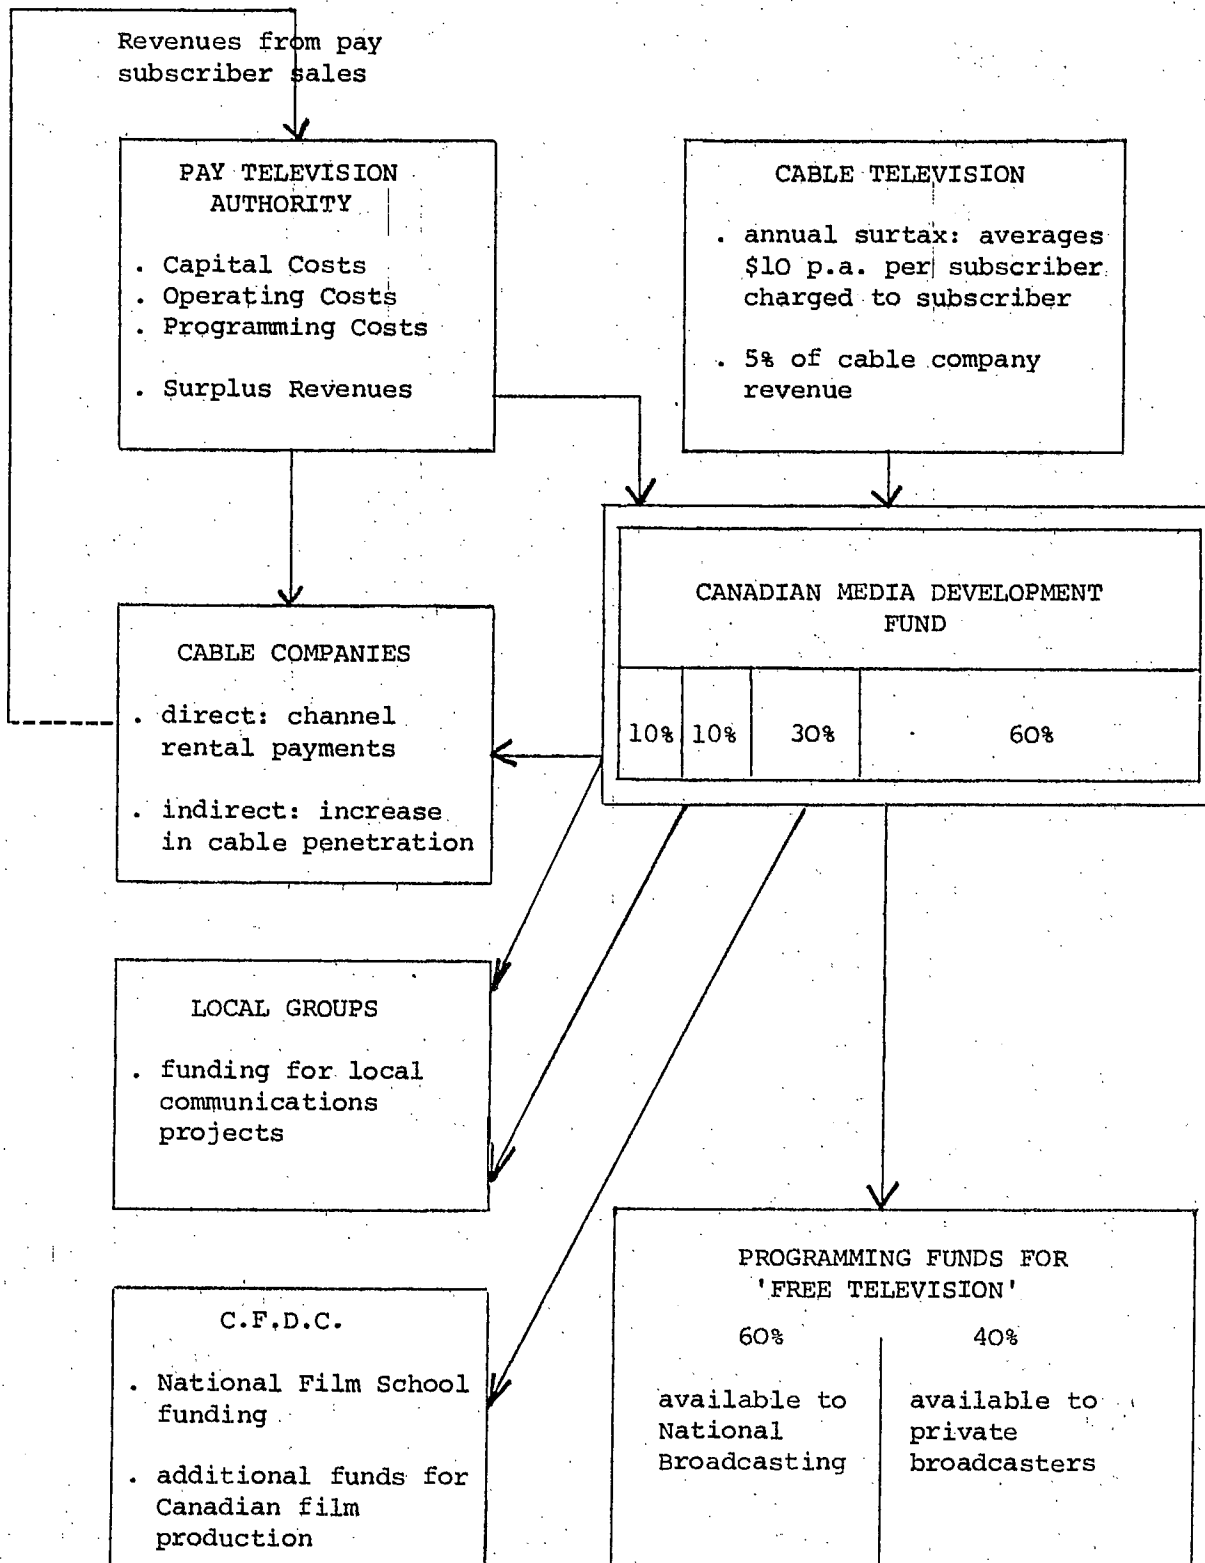 Revenues from pay
subscriber sales
PAY TELEVISION
AUTHORITY
. Capital Costs
. Operating Costs
. Programming Costs
. Surplus Revenues
CABLE TELEVISION
. annual surtax: averages
$10 p.a. per subscriber
charged to subscriber
. 5% of cable company
revenue
CANADIAN MEDIA DEVELOPMENT
FUND
10% 10% 30% 60%
CABLE COMPANIES
. direct: channel
rental payments
. indirect: increase
in cable penetration
LOCAL GROUPS
. funding for local
communications
projects
C.F.D.C.
. National Film School
funding
. additional funds for
Canadian film
production
PROGRAMMING FUNDS FOR
'FREE TELEVISION'
60%
available to
National
Broadcasting
40%
available to
private
broadcasters